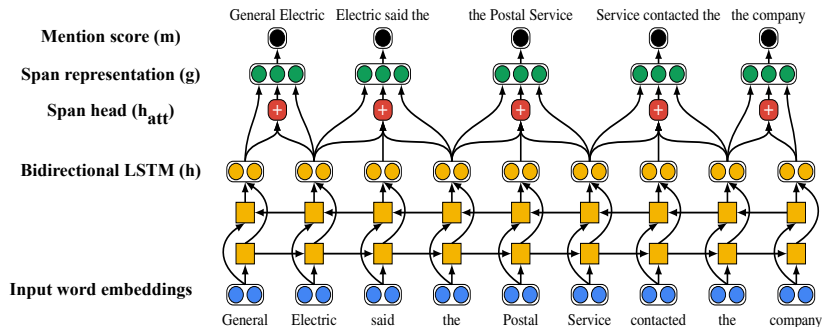 General Electric Electric said the the Postal Service Service contacted the the company
Mention score (m)
Span representation (g)
Span head (h_att)
+ + + + +
Bidirectional LSTM (h)
Input word embeddings
General Electric said the Postal Service contacted the company